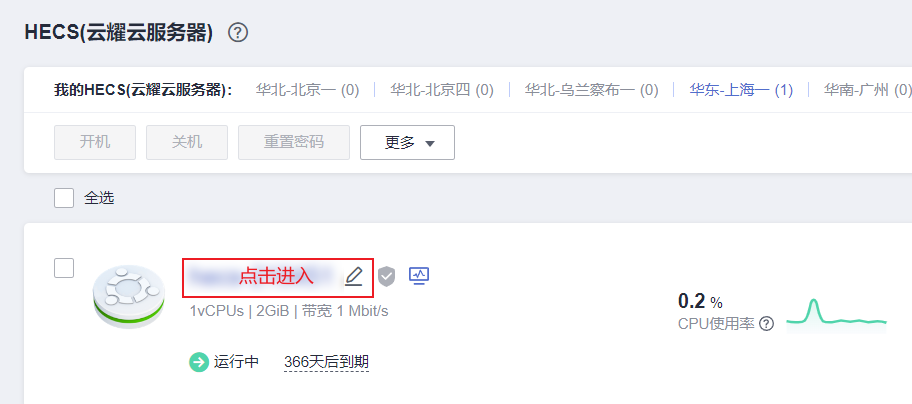 HECS(云耀云服务器) ?
我的HECS(云耀云服务器): 华北-北京一 (0) 华北-北京四 (0) 华北-乌兰察布一 (0) 华东-上海一 (1) 华南-广州 (0)
开机 关机 重置密码 更多
全选
点击进入
1vCPUs | 2GiB | 带宽 1 Mbit/s
0.2 %
CPU使用率 ?
运行中 366天后到期